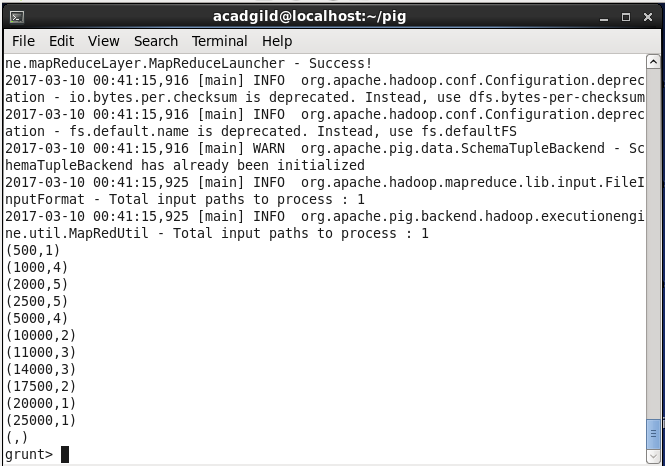 acadgild@localhost:~/pig
File Edit View Search Terminal Help
ne.mapReduceLayer.MapReduceLauncher - Success!
2017-03-10 00:41:15,916 [main] INFO  org.apache.hadoop.conf.Configuration.deprec
ation - io.bytes.per.checksum is deprecated. Instead, use dfs.bytes-per-checksum
2017-03-10 00:41:15,916 [main] INFO  org.apache.hadoop.conf.Configuration.deprec
ation - fs.default.name is deprecated. Instead, use fs.defaultFS
2017-03-10 00:41:15,916 [main] WARN  org.apache.pig.data.SchemaTupleBackend - Sc
hemaTupleBackend has already been initialized
2017-03-10 00:41:15,925 [main] INFO  org.apache.hadoop.mapreduce.lib.input.FileI
nputFormat - Total input paths to process : 1
2017-03-10 00:41:15,925 [main] INFO  org.apache.pig.backend.hadoop.executionengi
ne.util.MapRedUtil - Total input paths to process : 1
(500,1)
(1000,4)
(2000,5)
(2500,5)
(5000,4)
(10000,2)
(11000,3)
(14000,3)
(17500,2)
(20000,1)
(25000,1)
(,)
grunt>